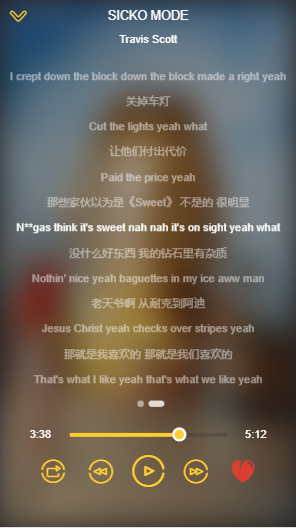 SICKO MODE
Travis Scott
I crept down the block down the block made a right yeah
关掉车灯
Cut the lights yeah what
让他们付出代价
Paid the price yeah
那些家伙以为是《Sweet》 不是的 很明显
N**gas think it's sweet nah nah it's on sight yeah what
没什么好东西 我的钻石里有杂质
Nothin' nice yeah baguettes in my ice aww man
老天爷啊 从耐克到阿迪
Jesus Christ yeah checks over stripes yeah
那就是我喜欢的 那就是我们喜欢的
That's what I like yeah that's what we like yeah
3:38 5:12